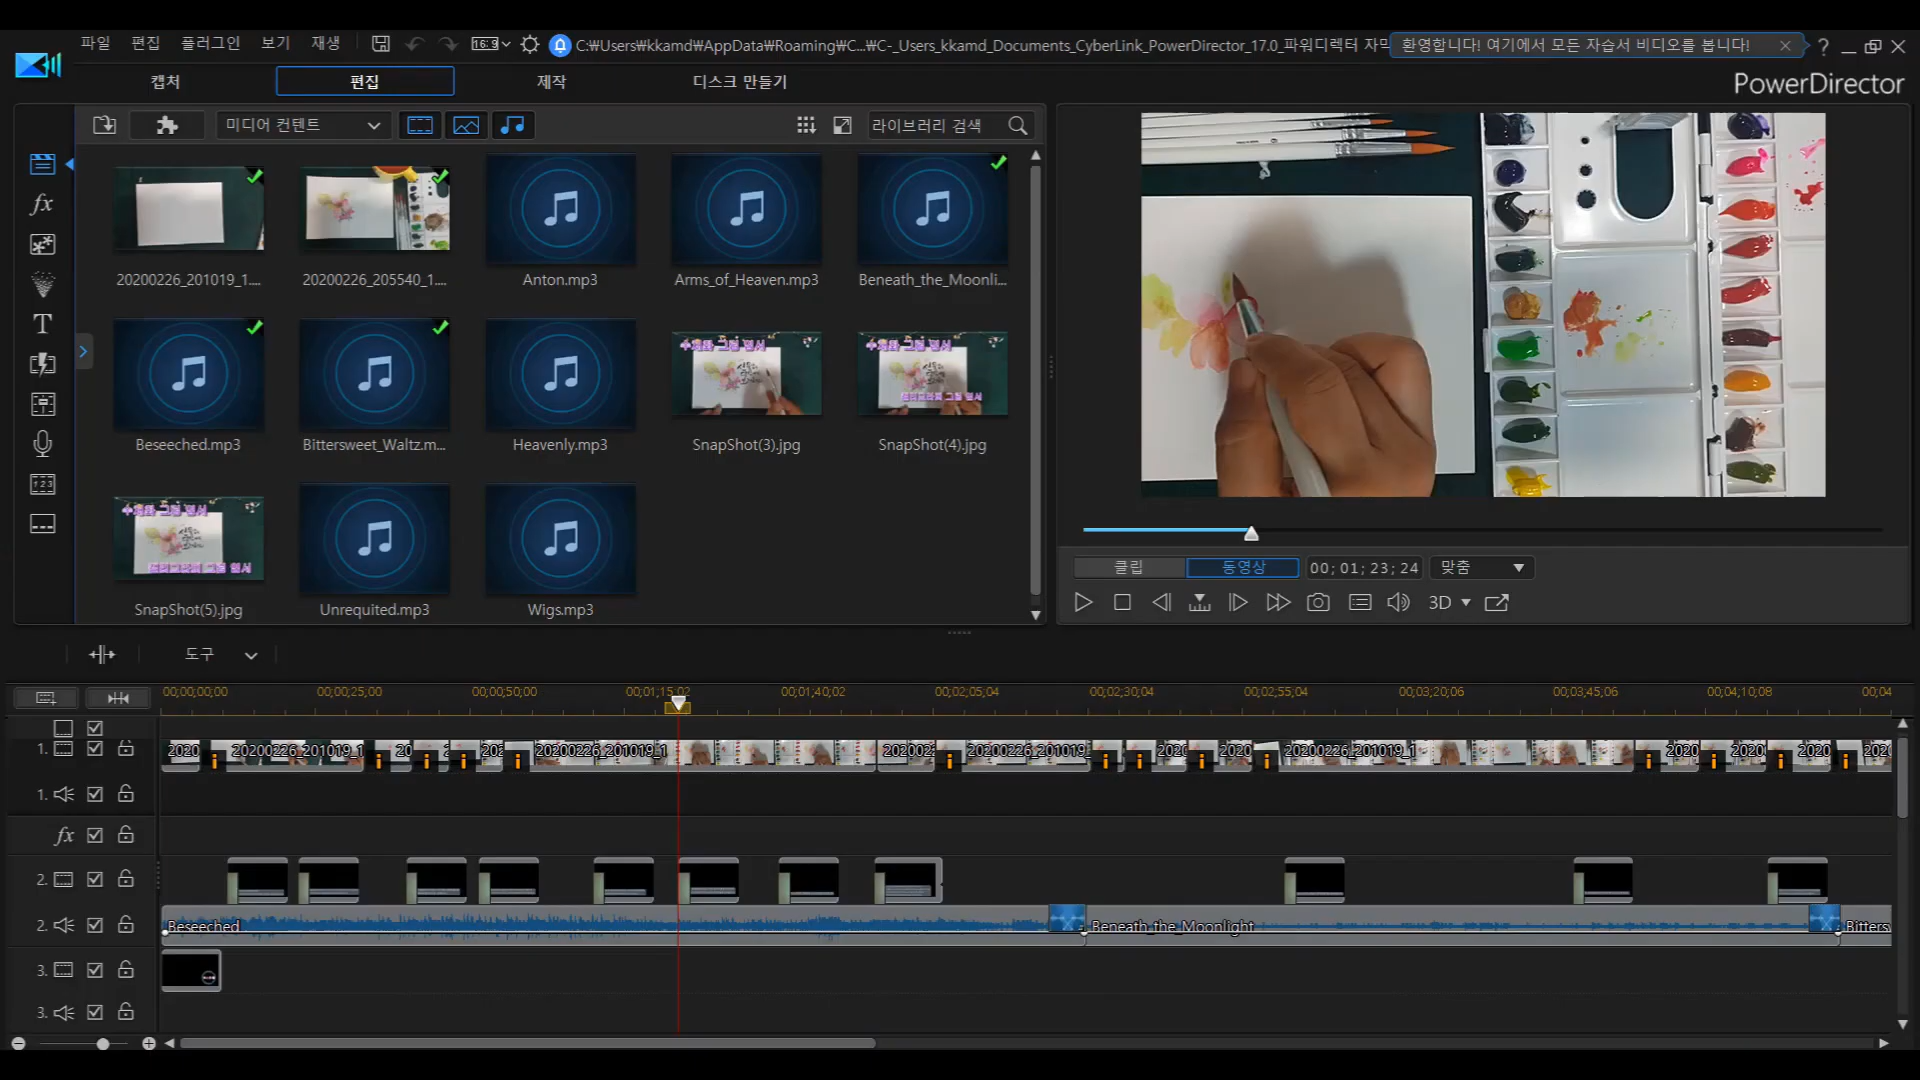 파일 편집 플러그인 보기 재생 16:9 C:₩Users₩kkamd₩AppData₩Roaming₩C...₩C-_Users_kkamd_Documents_CyberLink_PowerDirector_17.0_파워디렉터 자막
환영합니다! 여기에서 모든 자습서 비디오를 봅니다!
캡처 편집 제작 디스크 만들기
PowerDirector
미디어 컨텐트
라이브러리 검색
20200226_201019_1....
20200226_205540_1....
Anton.mp3
Arms_of_Heaven.mp3
Beneath_the_Moonli...
Beseeched.mp3
Bittersweet_Waltz.m...
Heavenly.mp3
SnapShot(3).jpg
SnapShot(4).jpg
SnapShot(5).jpg
Unrequited.mp3
Wigs.mp3
클립 동영상 00; 01; 23; 24 맞춤
3D
도구
00;00;00;00 00;00;25;00 00;00;50;00 00;01;15;02 00;01;40;02 00;02;05;04 00;02;30;04 00;02;55;04 00;03;20;06 00;03;45;06 00;04;10;08 00;04
1. 2020 20200226_201019_1 20 202 20200226_201019_1 2020022 20200226_201019 2020 2020 20200226_201019_1 2020 2020 2020 202
1.
fx
2.
2. Beseeched Beneath_the_Moonlight Bitters
3.
3.